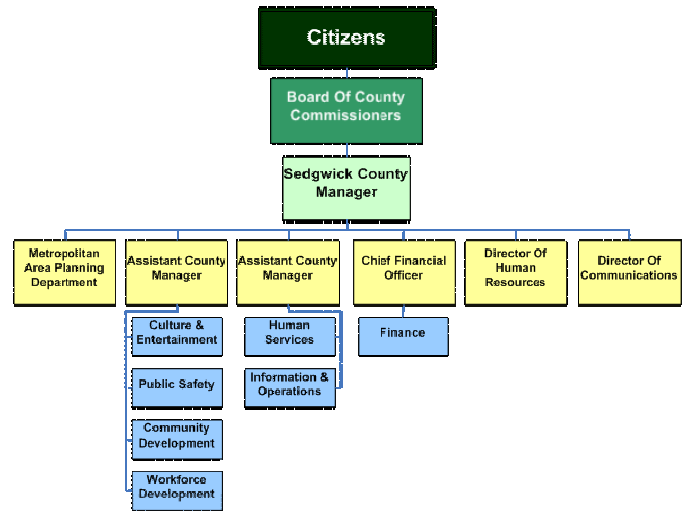 Citizens
Board Of County
Commissioners
Sedgwick County
Manager
Metropolitan
Area Planning
Department
Assistant County
Manager
Assistant County
Manager
Chief Financial
Officer
Director Of
Human
Resources
Director Of
Communications
Culture &
Entertainment
Human
Services
Finance
Public Safety
Information &
Operations
Community
Development
Workforce
Development